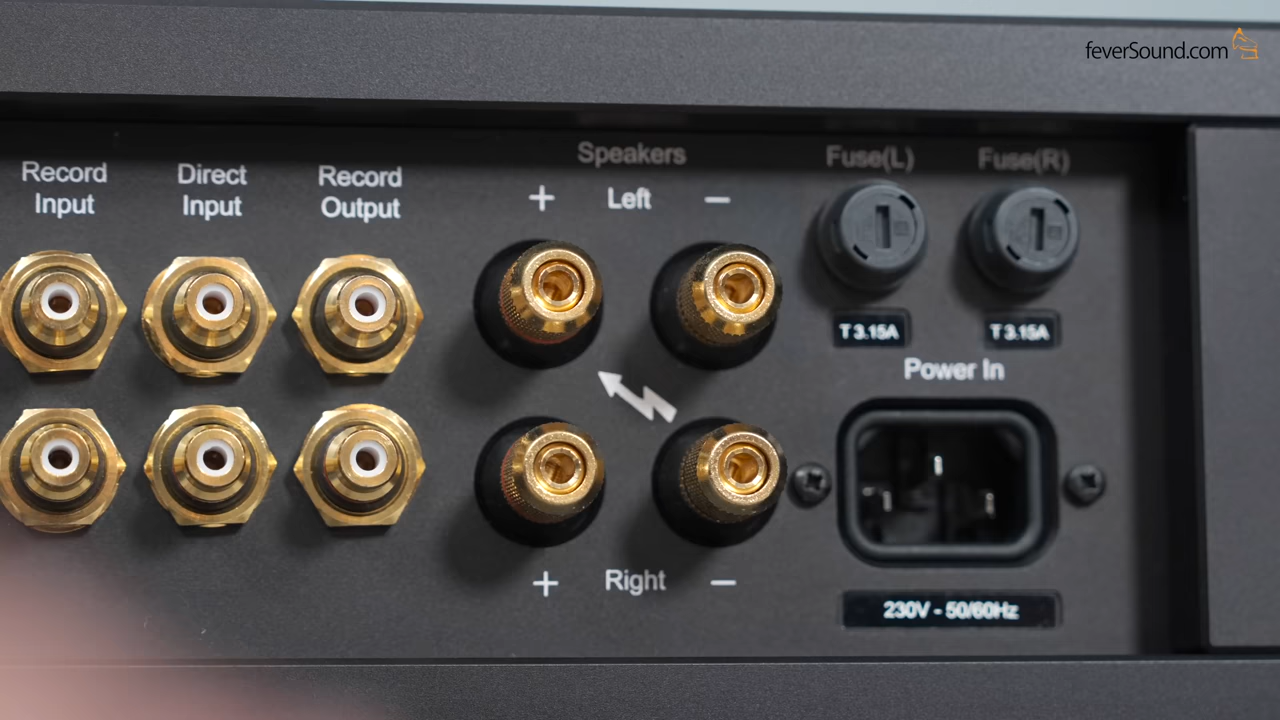 feverSound.com
Record
Input
Direct
Input
Record
Output
Speakers
+ Left −
Fuse(L)
Fuse(R)
T 3.15A
T 3.15A
Power In
+ Right −
230V - 50/60Hz